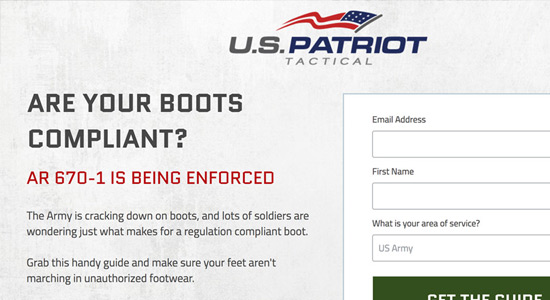 U.S. PATRIOT
TACTICAL
ARE YOUR BOOTS
COMPLIANT?
AR 670-1 IS BEING ENFORCED
The Army is cracking down on boots, and lots of soldiers are
wondering just what makes for a regulation compliant boot.
Grab this handy guide and make sure your feet aren't
marching in unauthorized footwear.
Email Address
First Name
What is your area of service?
US Army
GET THE GUIDE